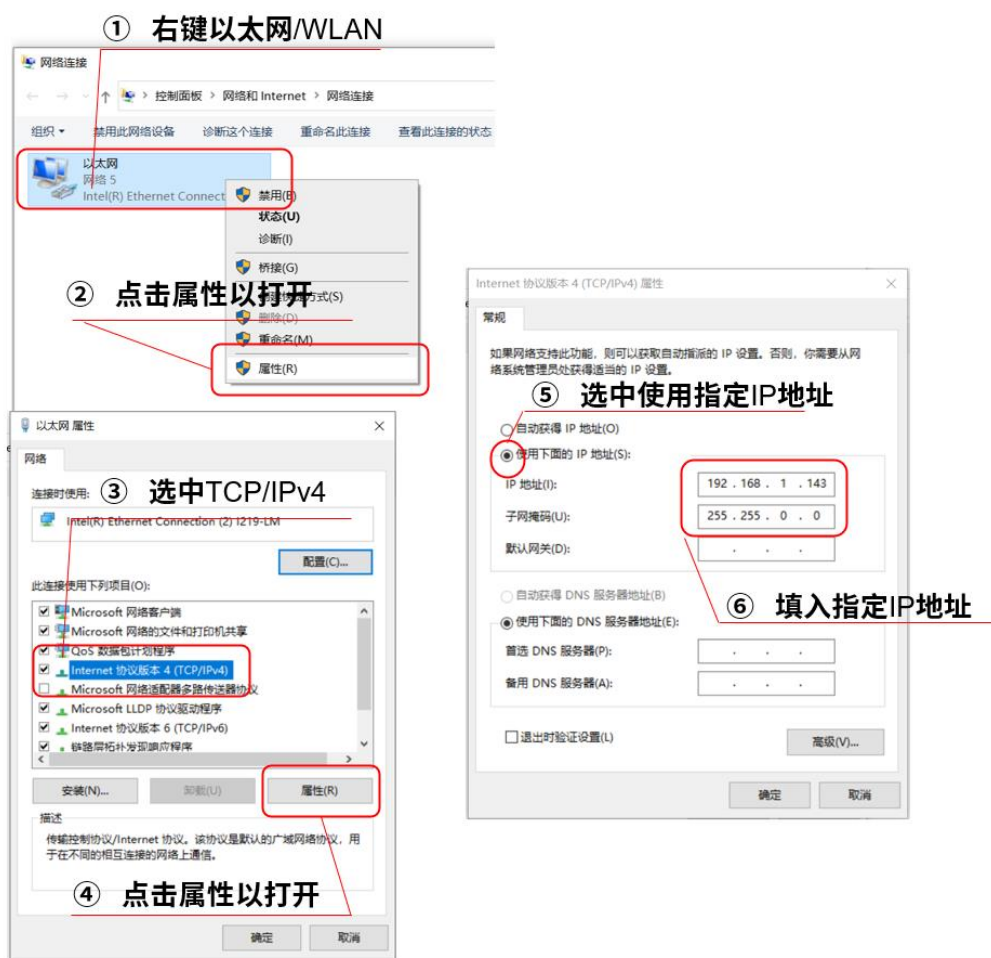 ① 右键以太网/WLAN
网络连接
控制面板 > 网络和 Internet > 网络连接
组织 禁用此网络设备 诊断这个连接 重命名此连接 查看此连接的状态
以太网
网络 5
Intel(R) Ethernet Connect
禁用(B)
状态(U)
诊断(I)
桥接(G)
② 点击属性以打开
方式(S)
删除(D)
重命名(M)
属性(R)
以太网 属性
网络
连接时使用:
③ 选中TCP/IPv4
Intel(R) Ethernet Connection (2) I219-LM
配置(C)...
此连接使用下列项目(O):
Microsoft 网络客户端
Microsoft 网络的文件和打印机共享
QoS 数据包计划程序
Internet 协议版本 4 (TCP/IPv4)
Microsoft 网络适配器多路传送器协议
Microsoft LLDP 协议驱动程序
Internet 协议版本 6 (TCP/IPv6)
链路层拓扑发现响应程序
安装(N)... 卸载(U) 属性(R)
描述
传输控制协议/Internet 协议。该协议是默认的广域网络协议，用
于在不同的相互连接的网络上通信。
④ 点击属性以打开
确定 取消
Internet 协议版本 4 (TCP/IPv4) 属性
常规
如果网络支持此功能，则可以获取自动指派的 IP 设置。否则，你需要从网
络系统管理员处获得适当的 IP 设置。
⑤ 选中使用指定IP地址
自动获得 IP 地址(O)
使用下面的 IP 地址(S):
IP 地址(I): 192 . 168 . 1 . 143
子网掩码(U): 255 . 255 . 0 . 0
默认网关(D): . . .
自动获得 DNS 服务器地址(B)
⑥ 填入指定IP地址
使用下面的 DNS 服务器地址(E):
首选 DNS 服务器(P): . . .
备用 DNS 服务器(A): . . .
退出时验证设置(L)
高级(V)...
确定 取消